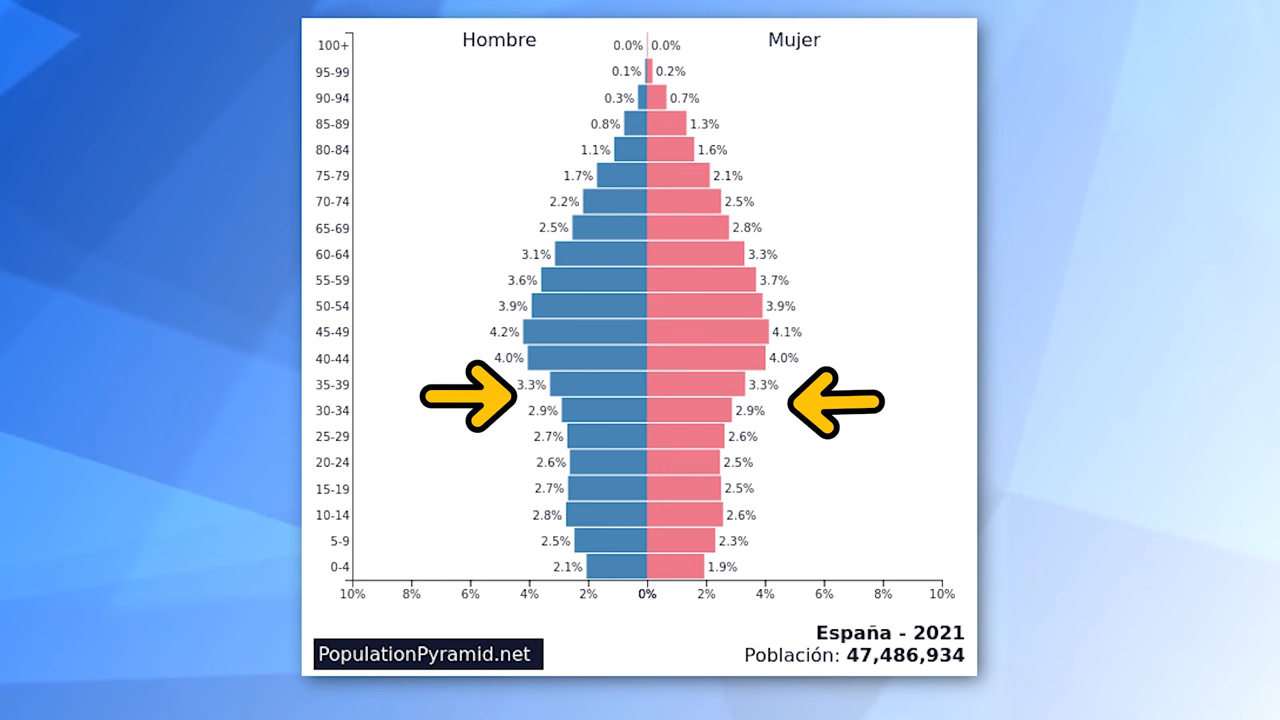 Hombre Mujer
100+ 0.0% 0.0%
95-99 0.1% 0.2%
90-94 0.3% 0.7%
85-89 0.8% 1.3%
80-84 1.1% 1.6%
75-79 1.7% 2.1%
70-74 2.2% 2.5%
65-69 2.5% 2.8%
60-64 3.1% 3.3%
55-59 3.6% 3.7%
50-54 3.9% 3.9%
45-49 4.2% 4.1%
40-44 4.0% 4.0%
35-39 3.3% 3.3%
30-34 2.9% 2.9%
25-29 2.7% 2.6%
20-24 2.6% 2.5%
15-19 2.7% 2.5%
10-14 2.8% 2.6%
5-9 2.5% 2.3%
0-4 2.1% 1.9%
10% 8% 6% 4% 2% 0% 2% 4% 6% 8% 10%
España - 2021
PopulationPyramid.net Población: 47,486,934